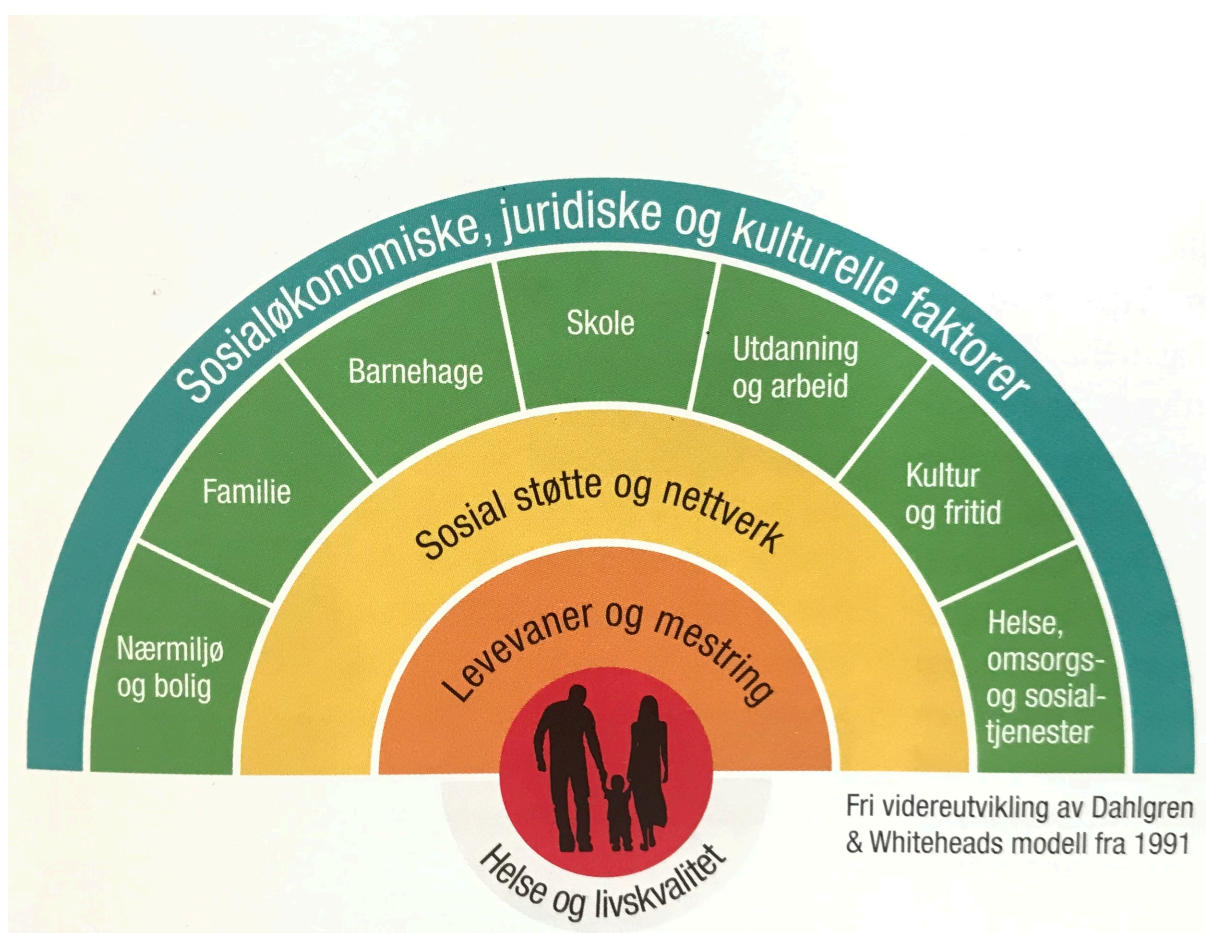 Sosialøkonomiske, juridiske og kulturelle faktorer
Nærmiljø
og bolig
Familie
Barnehage
Skole
Utdanning
og arbeid
Kultur
og fritid
Helse,
omsorgs-
og sosial-
tjenester
Sosial støtte og nettverk
Levevaner og mestring
Helse og livskvalitet
Fri videreutvikling av Dahlgren
& Whiteheads modell fra 1991